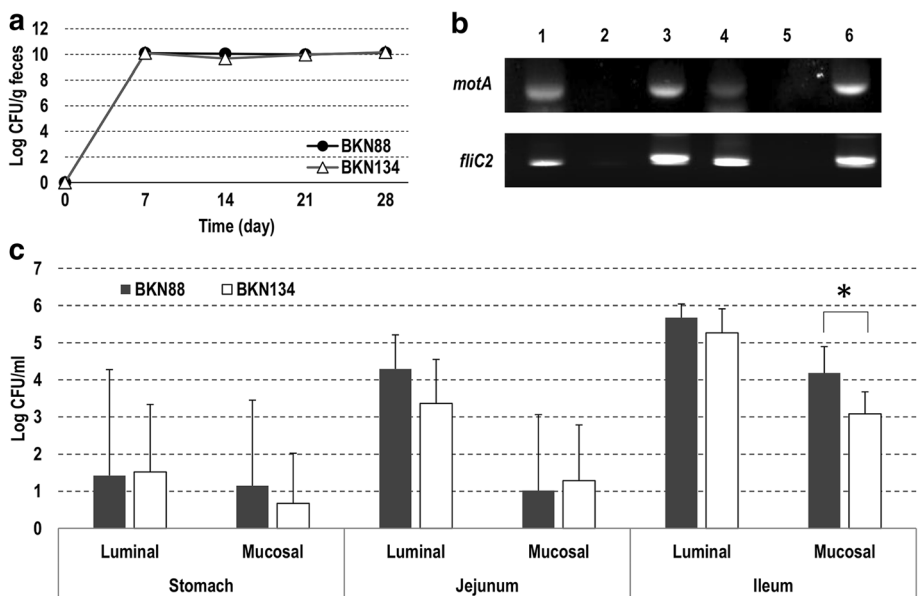 a
12
10
8
6
4
2
0
Log CFU/g feces
BKN88
BKN134
0 7 14 21 28
Time (day)
b
1 2 3 4 5 6
motA
fliC2
c
7
6
5
4
3
2
1
0
Log CFU/ml
BKN88 BKN134
*
Luminal Mucosal Luminal Mucosal Luminal Mucosal
Stomach Jejunum Ileum